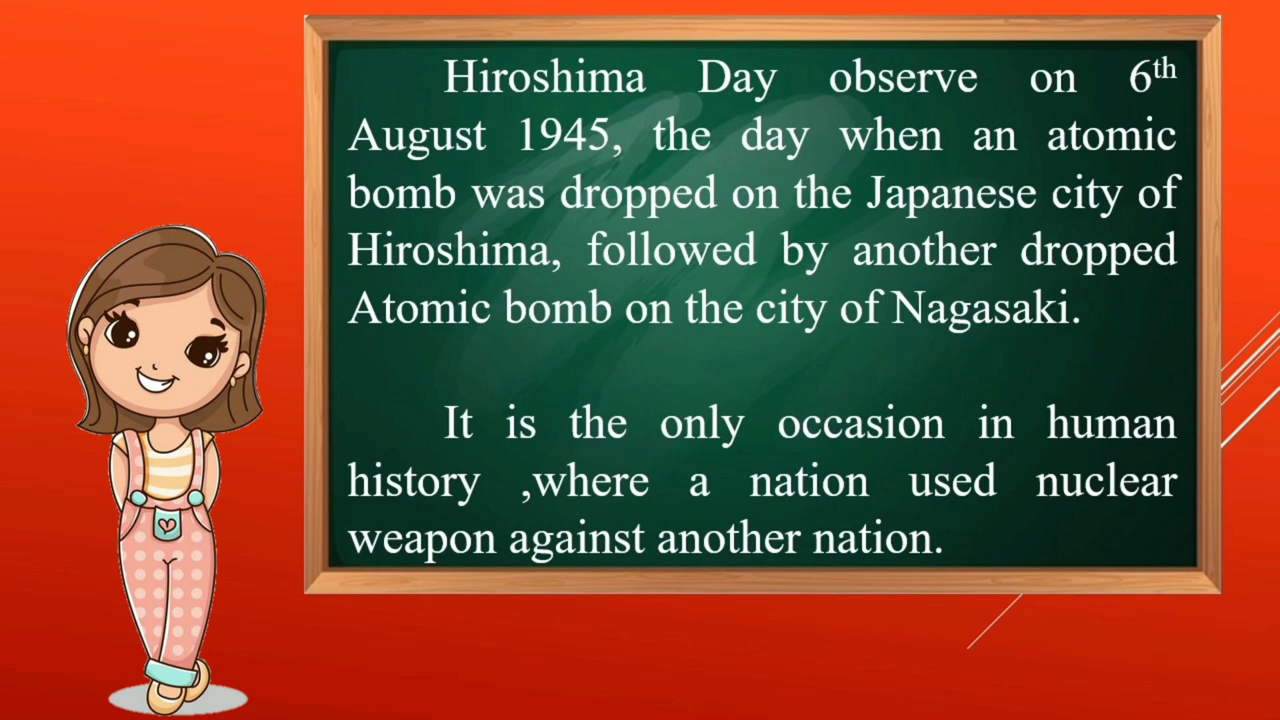 Hiroshima Day observe on 6th
August 1945, the day when an atomic
bomb was dropped on the Japanese city of
Hiroshima, followed by another dropped
Atomic bomb on the city of Nagasaki.
It is the only occasion in human
history ,where a nation used nuclear
weapon against another nation.